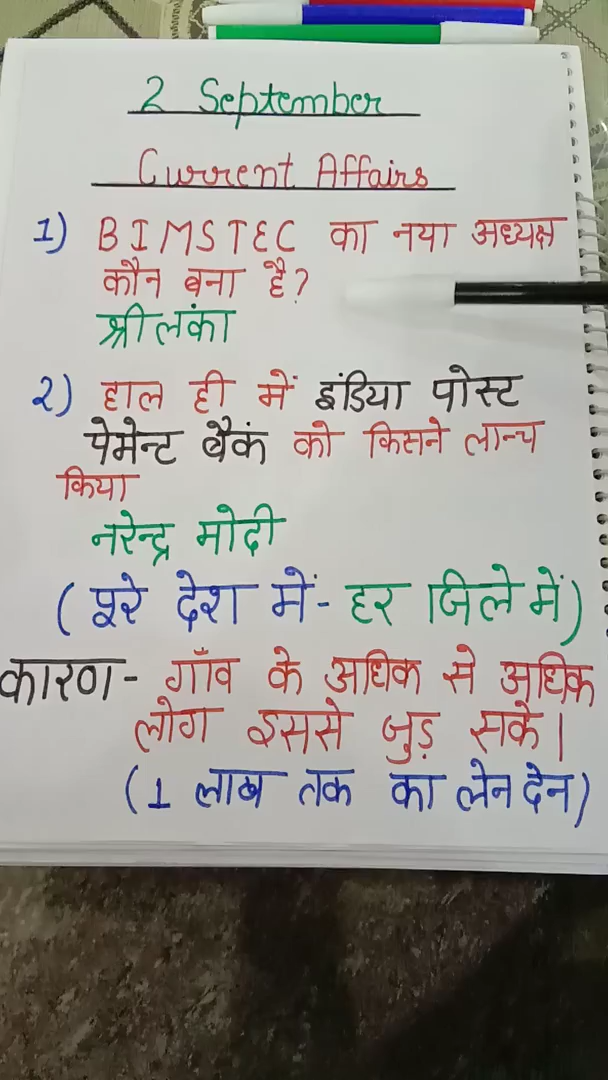 2 September
Current Affairs
1) BIMSTEC का नया अध्यक्ष
कौन बना है?
श्रीलंका
2) हाल ही में इंडिया पोस्ट
पेमेन्ट बैकं को किसने लान्च
किया
नरेन्द्र मोदी
(पूरे देश में - हर जिले में)
कारण - गाँव के अधिक से अधिक
लोग इससे जुड़ सके।
(1 लाख तक का लेन देन)